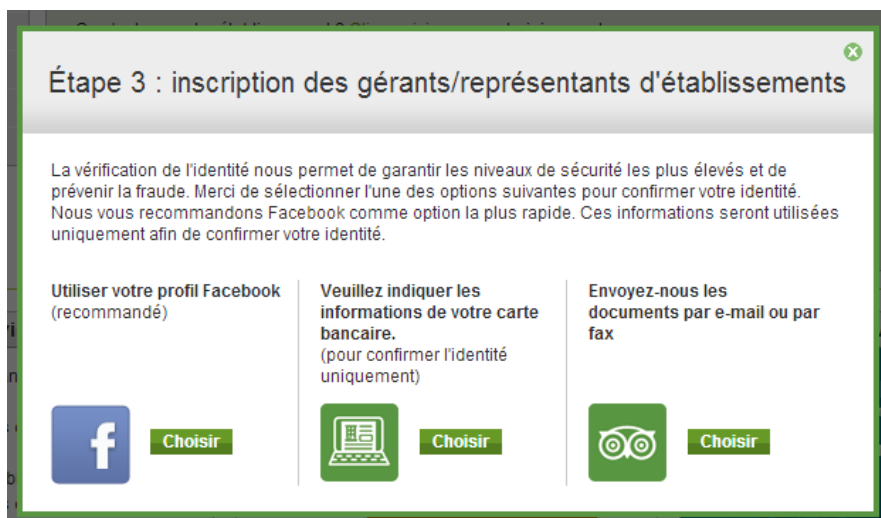 Étape 3 : inscription des gérants/représentants d'établissements
La vérification de l'identité nous permet de garantir les niveaux de sécurité les plus élevés et de
prévenir la fraude. Merci de sélectionner l'une des options suivantes pour confirmer votre identité.
Nous vous recommandons Facebook comme option la plus rapide. Ces informations seront utilisées
uniquement afin de confirmer votre identité.
Utiliser votre profil Facebook
(recommandé)
Choisir
Veuillez indiquer les
informations de votre carte
bancaire.
(pour confirmer l'identité
uniquement)
Choisir
Envoyez-nous les
documents par e-mail ou par
fax
Choisir